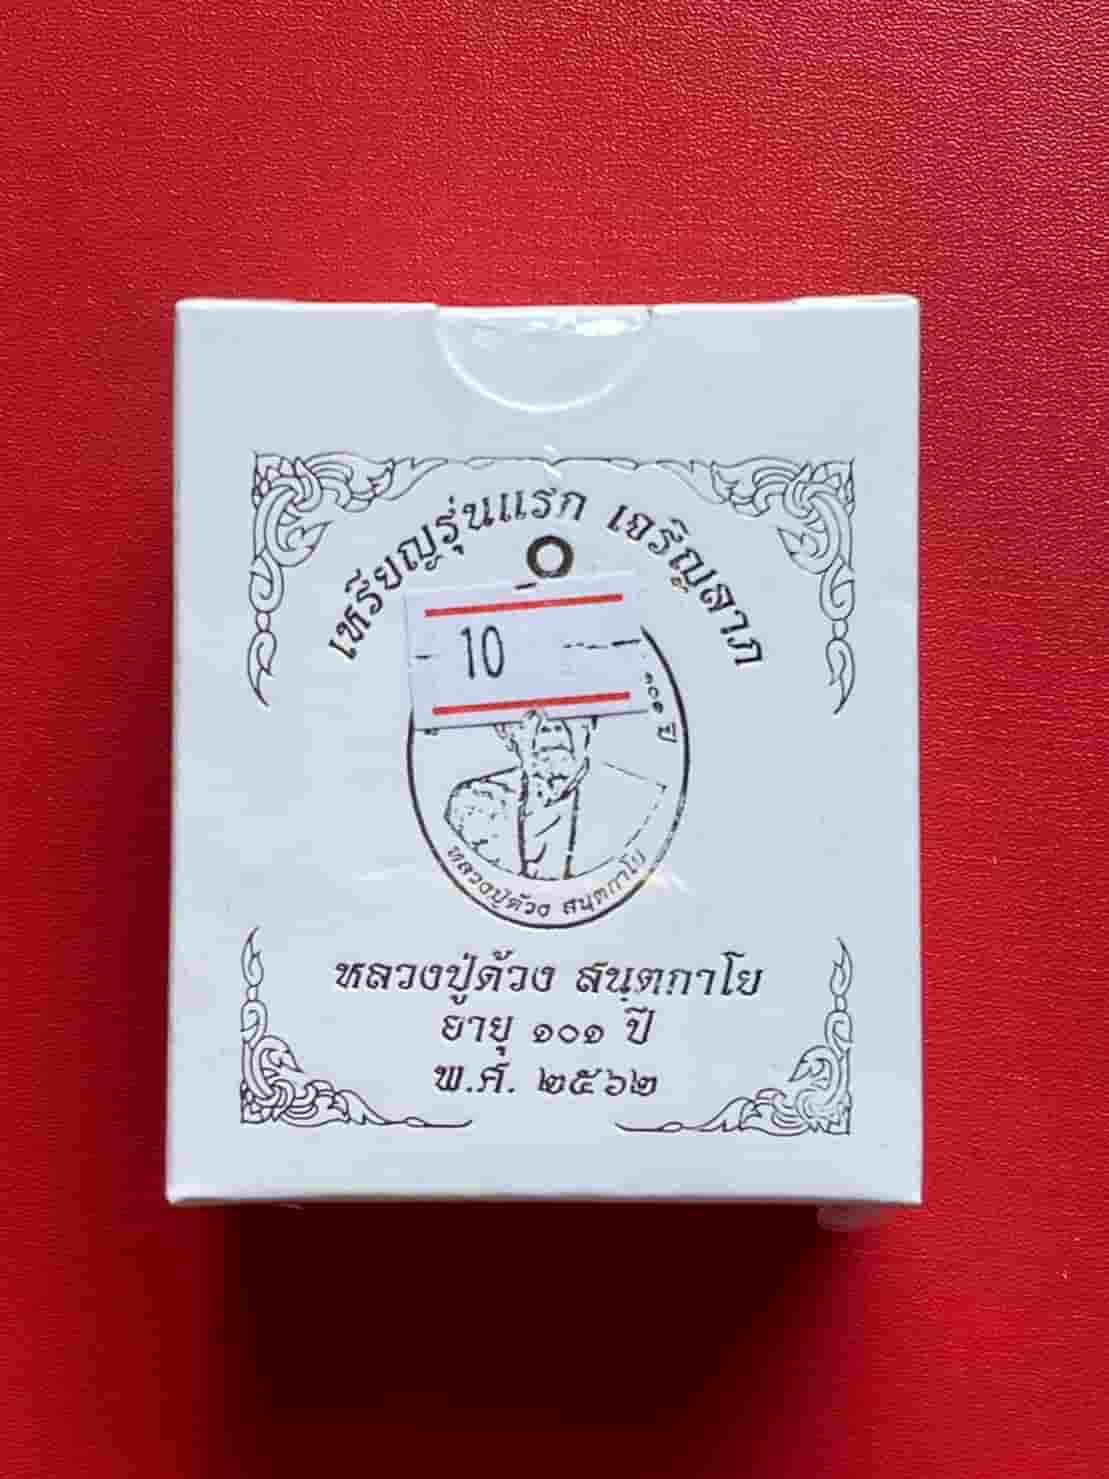 เหรียญรุ่นแรก เจริญลาภ
10
๑๐๑ ปี
หลวงปู่ด้วง สนฺตกาโย
หลวงปู่ด้วง สนฺตกาโย
อายุ ๑๐๑ ปี
พ.ศ. ๒๕๖๒